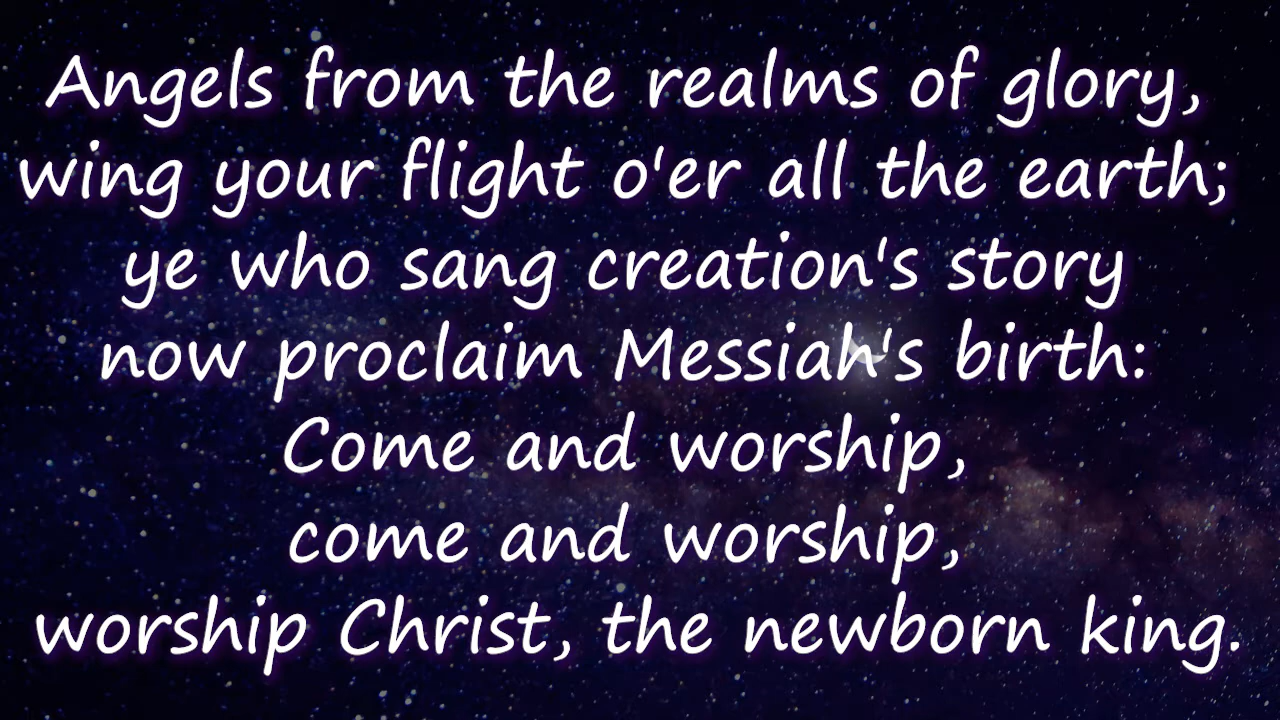 Angels from the realms of glory,
wing your flight o'er all the earth;
ye who sang creation's story
now proclaim Messiah's birth:
Come and worship,
come and worship,
worship Christ, the newborn king.